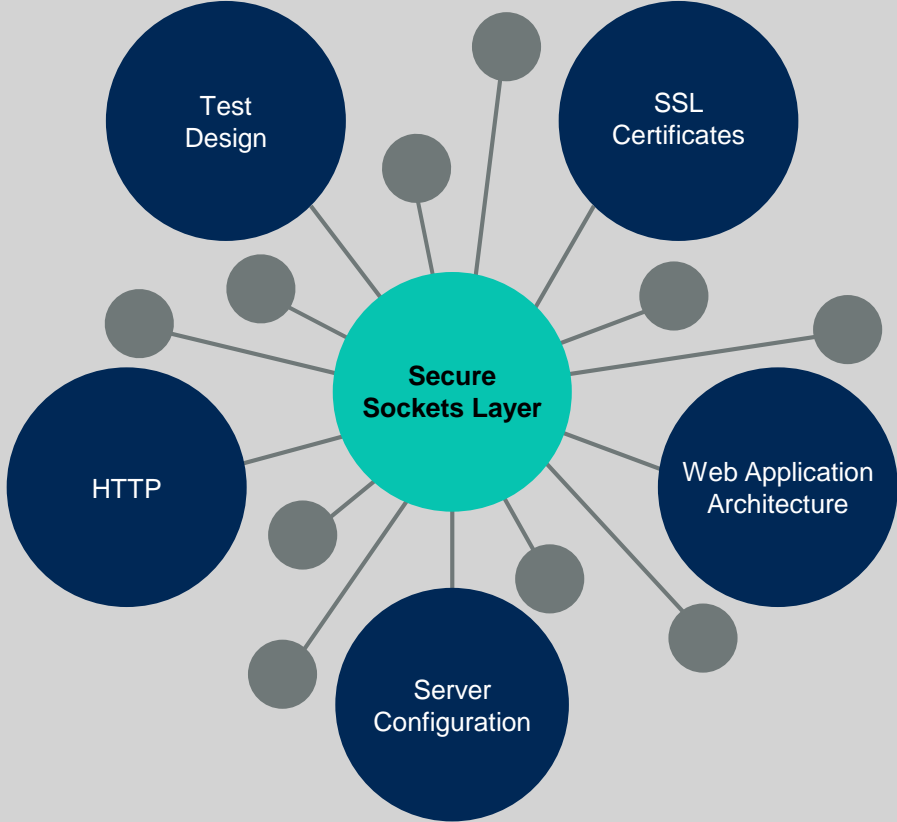 Test
Design
SSL
Certificates
Secure
Sockets Layer
HTTP
Web Application
Architecture
Server
Configuration